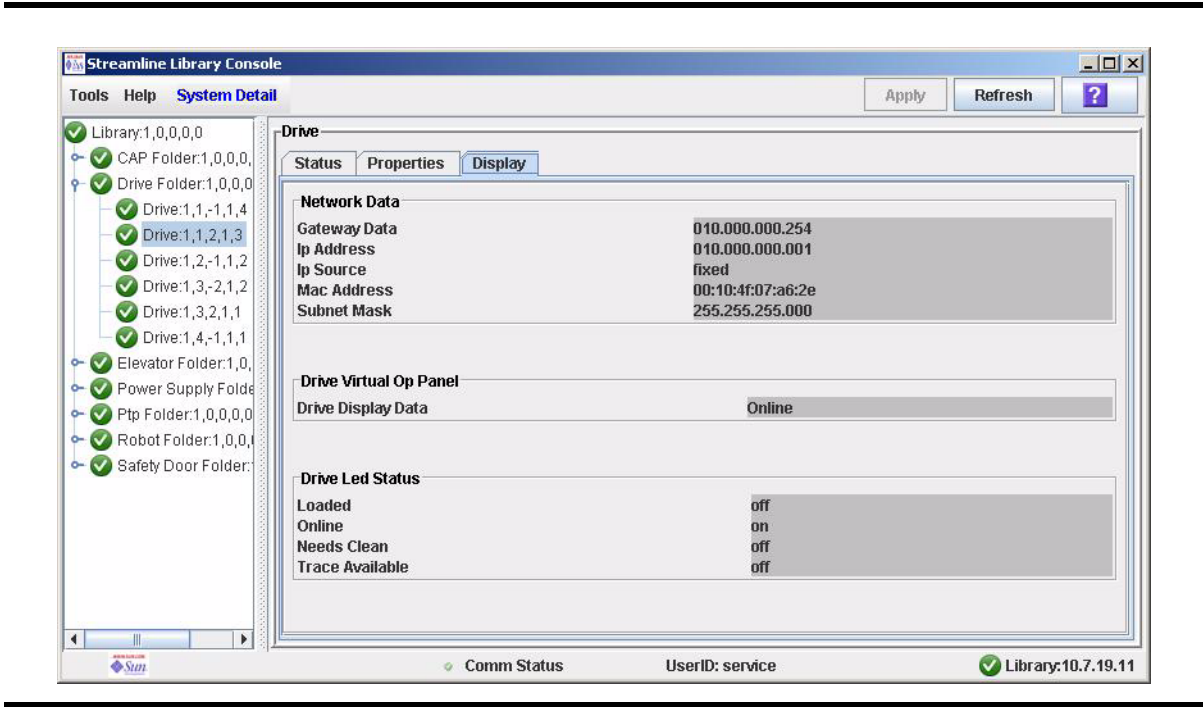 Streamline Library Console
Tools Help System Detail Apply Refresh ?
Library:1,0,0,0,0
CAP Folder:1,0,0,0,
Drive Folder:1,0,0,0
Drive:1,1,-1,1,4
Drive:1,1,2,1,3
Drive:1,2,-1,1,2
Drive:1,3,-2,1,2
Drive:1,3,2,1,1
Drive:1,4,-1,1,1
Elevator Folder:1,0,
Power Supply Folde
Ptp Folder:1,0,0,0,0
Robot Folder:1,0,0,
Safety Door Folder:
Drive
Status Properties Display
Network Data
Gateway Data 010.000.000.254
Ip Address 010.000.000.001
Ip Source fixed
Mac Address 00:10:4f:07:a6:2e
Subnet Mask 255.255.255.000
Drive Virtual Op Panel
Drive Display Data Online
Drive Led Status
Loaded off
Online on
Needs Clean off
Trace Available off
Sun Comm Status UserID: service Library:10.7.19.11